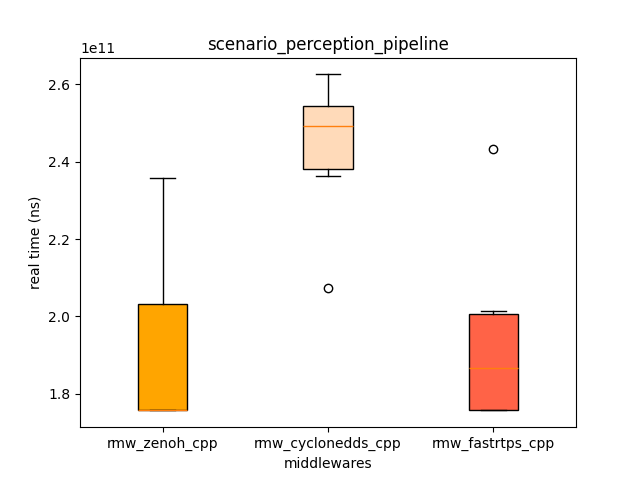 scenario_perception_pipeline
1e11
2.6
2.4
2.2
2.0
1.8
real time (ns)
rmw_zenoh_cpp
rmw_cyclonedds_cpp
rmw_fastrtps_cpp
middlewares